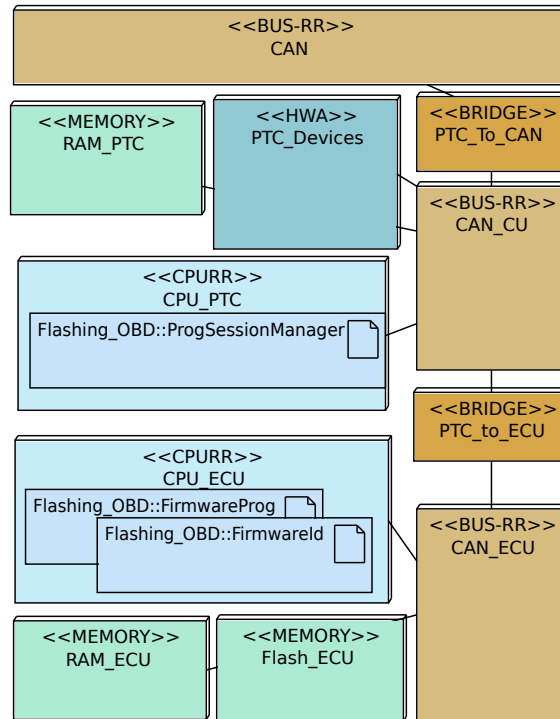 <<BUS-RR>>
CAN
<<MEMORY>>
RAM_PTC
<<HWA>>
PTC_Devices
<<BRIDGE>>
PTC_To_CAN
<<BUS-RR>>
CAN_CU
<<CPURR>>
CPU_PTC
Flashing_OBD::ProgSessionManager
<<BRIDGE>>
PTC_to_ECU
<<CPURR>>
CPU_ECU
Flashing_OBD::FirmwareProg
Flashing_OBD::FirmwareId
<<BUS-RR>>
CAN_ECU
<<MEMORY>>
RAM_ECU
<<MEMORY>>
Flash_ECU